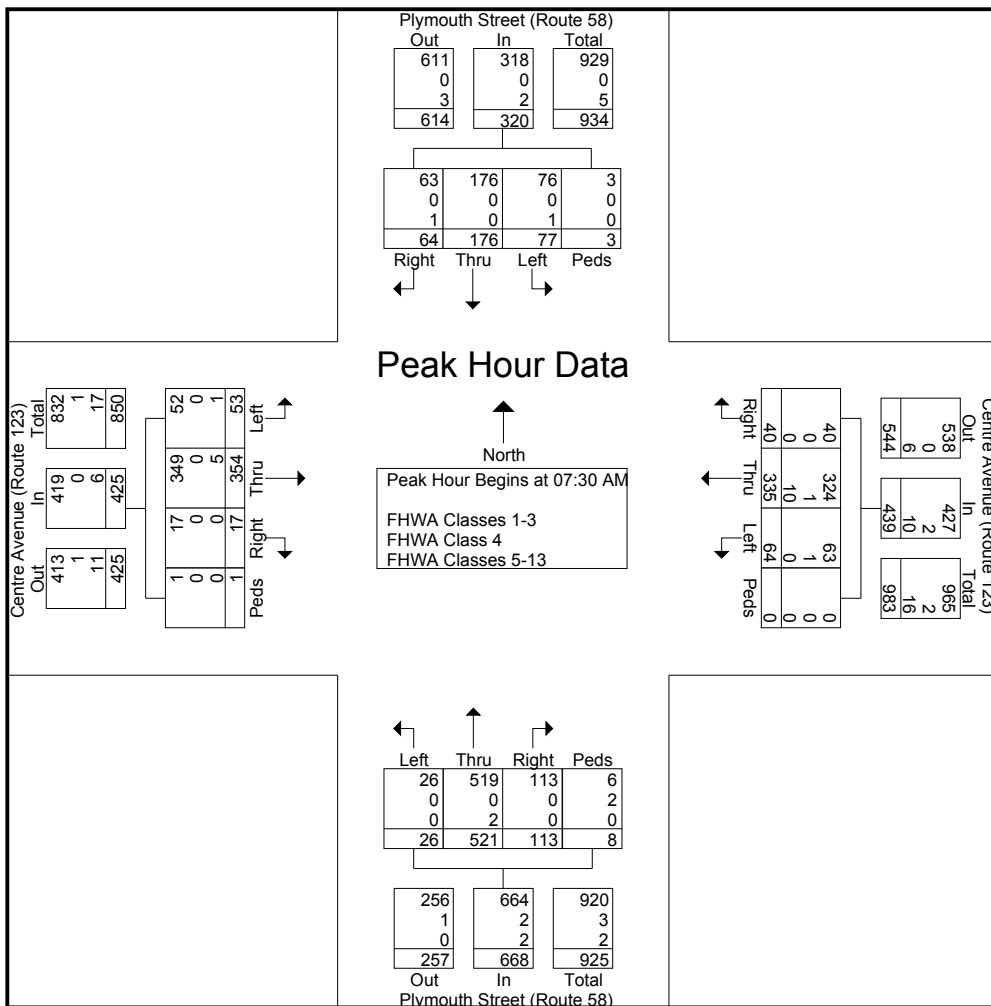 Plymouth Street (Route 58)
Out In Total
611 318 929
0 0 0
3 2 5
614 320 934
63 176 76 3
0 0 0 0
1 0 1 0
64 176 77 3
Right Thru Left Peds
Peak Hour Data
North
Peak Hour Begins at 07:30 AM
FHWA Classes 1-3
FHWA Class 4
FHWA Classes 5-13
Centre Avenue (Route 123)
Out In Total
413 419 832
1 0 1
11 6 17
425 425 850
52 349 17 1
0 0 0 0
1 5 0 0
53 354 17 1
Left Thru Right Peds
Centre Avenue (Route 123)
Out In Total
538 427 965
0 2 2
6 10 16
544 439 983
40 324 63 0
0 1 1 0
0 10 0 0
40 335 64 0
Right Thru Left Peds
Left Thru Right Peds
26 519 113 6
0 0 0 2
0 2 0 0
26 521 113 8
256 664 920
1 2 3
0 2 2
257 668 925
Out In Total
Plymouth Street (Route 58)